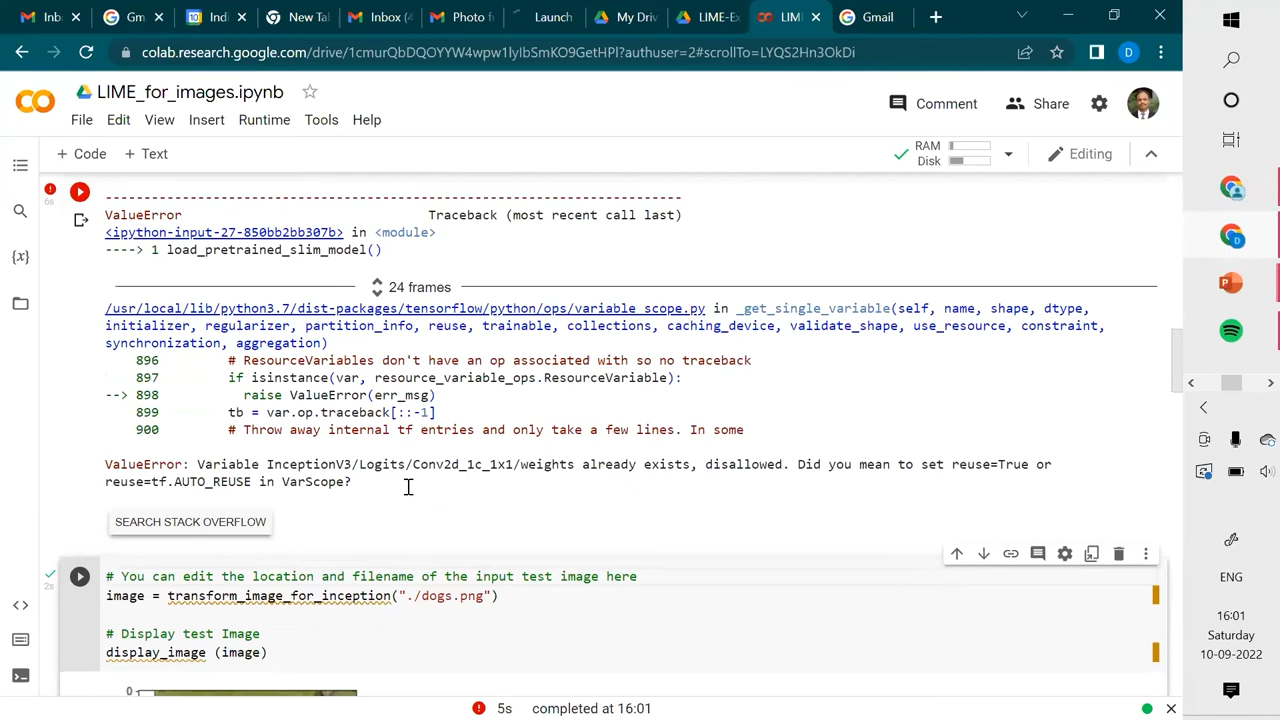 Inb
Gm
Indi
New Ta
Inbox (4
Photo f
Launch
My Dri
LIME-Ex
LIM
Gmail
colab.research.google.com/drive/1cmurQbDQOYYW4wpw1lyIbSmKO9GetHPl?authuser=2#scrollTo=LYQS2Hn3OkDi
D
LIME_for_images.ipynb
Comment
Share
File Edit View Insert Runtime Tools Help
+ Code + Text
RAM
Disk
Editing
6s
---------------------------------------------------------------------------
ValueError Traceback (most recent call last)
<ipython-input-27-850bb2bb307b> in <module>
----> 1 load_pretrained_slim_model()
24 frames
/usr/local/lib/python3.7/dist-packages/tensorflow/python/ops/variable_scope.py in _get_single_variable(self, name, shape, dtype,
initializer, regularizer, partition_info, reuse, trainable, collections, caching_device, validate_shape, use_resource, constraint,
synchronization, aggregation)
896 # ResourceVariables don't have an op associated with so no traceback
897 if isinstance(var, resource_variable_ops.ResourceVariable):
--> 898 raise ValueError(err_msg)
899 tb = var.op.traceback[::-1]
900 # Throw away internal tf entries and only take a few lines. In some
ValueError: Variable InceptionV3/Logits/Conv2d_1c_1x1/weights already exists, disallowed. Did you mean to set reuse=True or
reuse=tf.AUTO_REUSE in VarScope?
SEARCH STACK OVERFLOW
2s
# You can edit the location and filename of the input test image here
image = transform_image_for_inception("./dogs.png")
# Display test Image
display_image (image)
0
5s completed at 16:01
ENG
16:01
Saturday
10-09-2022